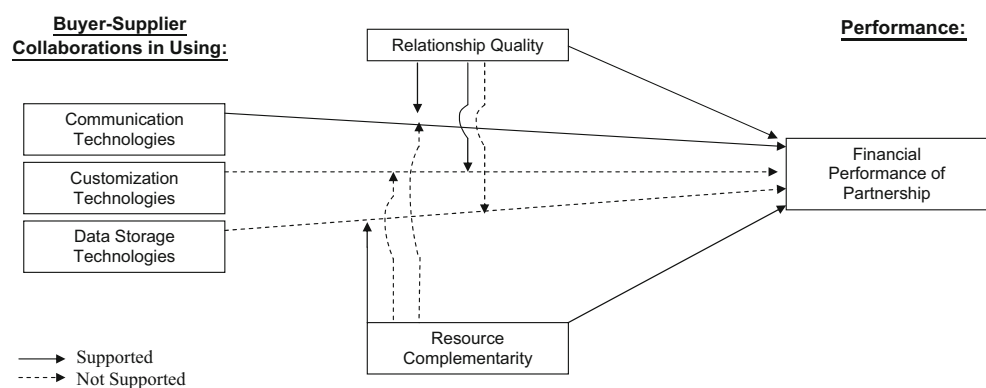 Buyer-Supplier
Collaborations in Using:
Relationship Quality
Performance:
Communication
Technologies
Customization
Technologies
Data Storage
Technologies
Financial
Performance of
Partnership
Resource
Complementarity
Supported
Not Supported